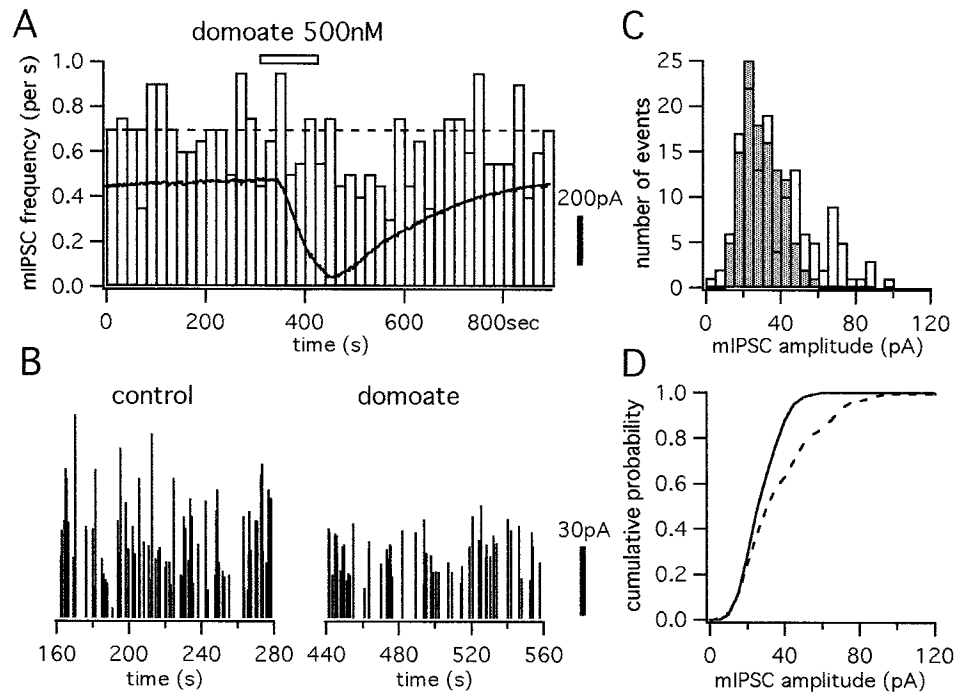 A
domoate 500nM
mIPSC frequency (per s)
1.0
0.8
0.6
0.4
0.2
0.0
200pA
0 200 400 600 800sec
time (s)
C
number of events
25
20
15
10
5
0
0 40 80 120
mIPSC amplitude (pA)
B
control domoate
30pA
160 200 240 280
time (s)
440 480 520 560
time (s)
D
cumulative probability
1.0
0.8
0.6
0.4
0.2
0.0
0 40 80 120
mIPSC amplitude (pA)